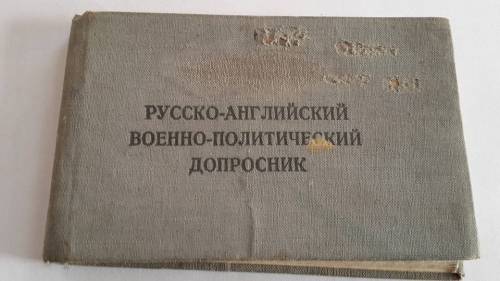 РУССКО-АНГЛИЙСКИЙ
ВОЕННО-ПОЛИТИЧЕСКИЙ
ДОПРОСНИК